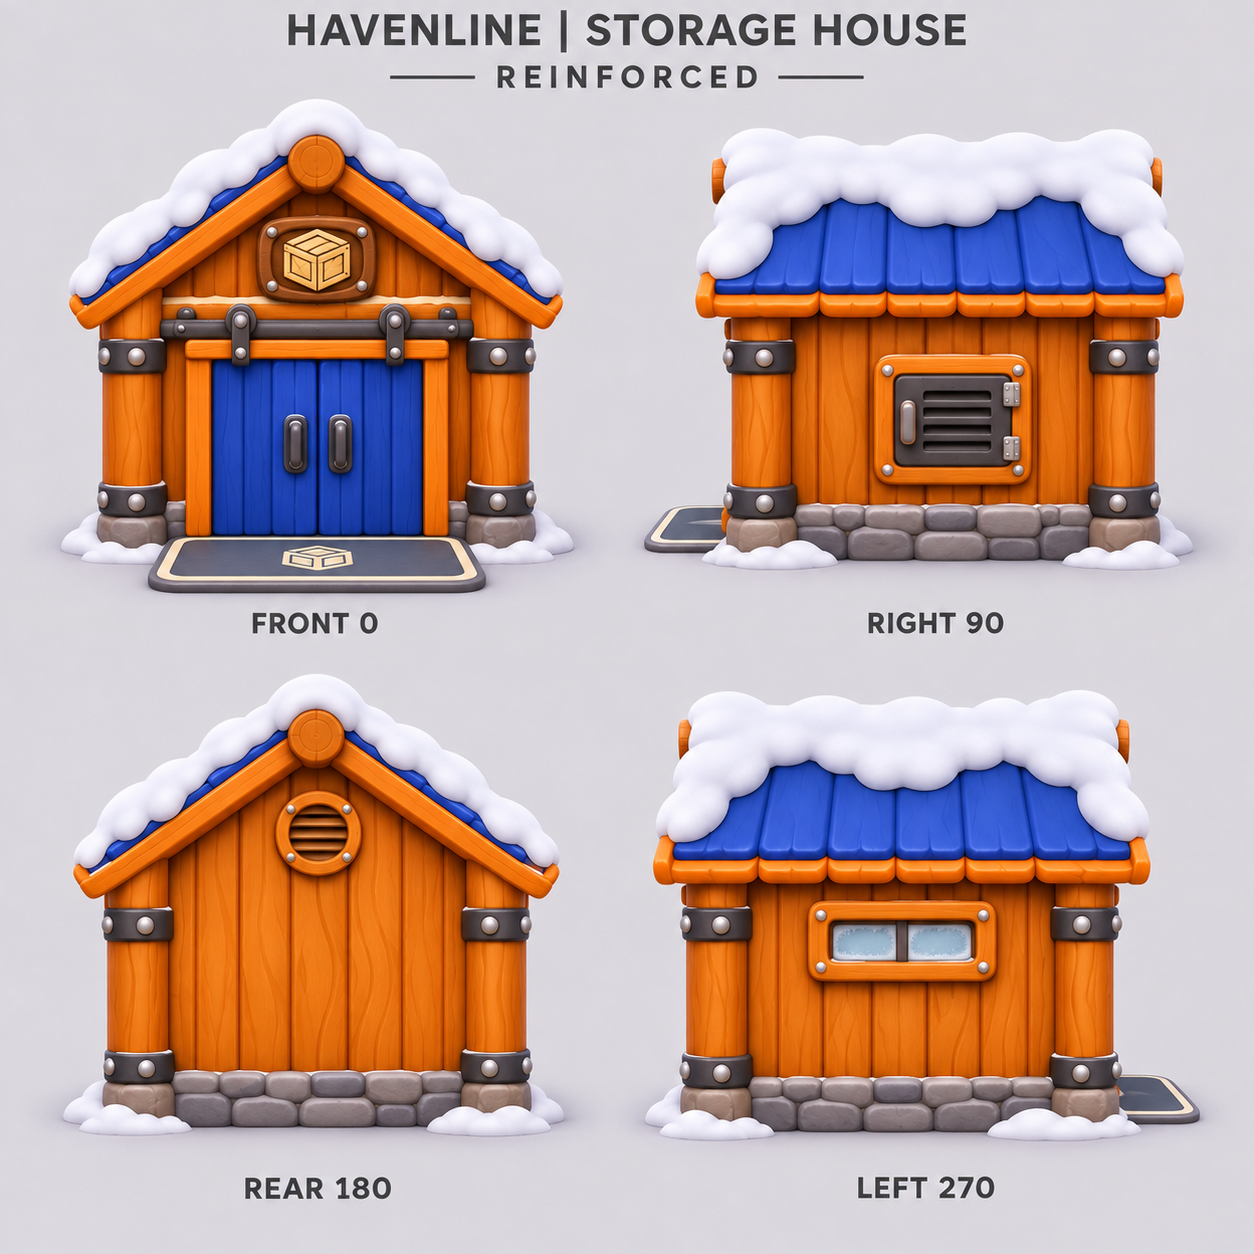 HAVENLINE | STORAGE HOUSE
REINFORCED
FRONT 0
RIGHT 90
REAR 180
LEFT 270